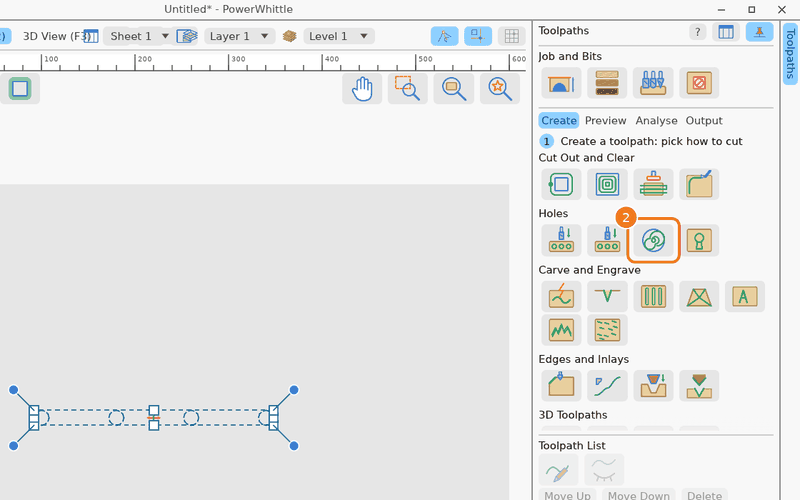 Untitled* - PowerWhittle
2)
3D View (F3)
Sheet 1
Layer 1
Level 1
100
200
300
400
500
600
Toolpaths
?
Toolpaths
Job and Bits
Create
Preview
Analyse
Output
1
Create a toolpath: pick how to cut
Cut Out and Clear
Holes
2
Carve and Engrave
A
Edges and Inlays
3D Toolpaths
Toolpath List
Move Up
Move Down
Delete